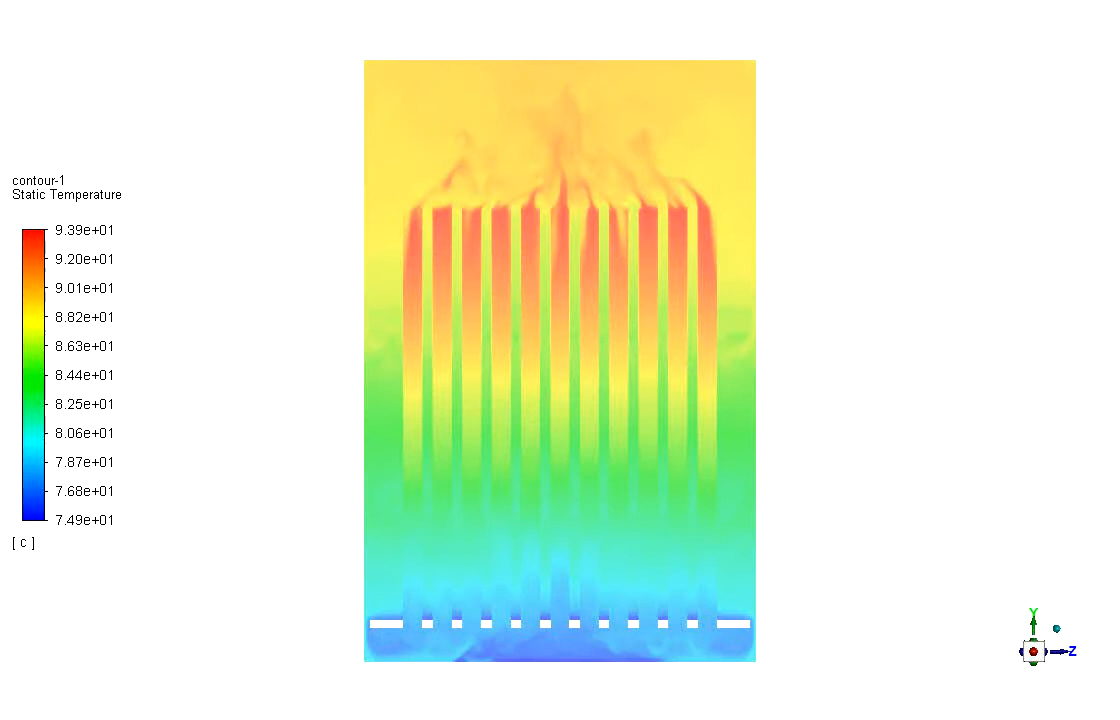 contour-1
Static Temperature
9.39e+01
9.20e+01
9.01e+01
8.82e+01
8.63e+01
8.44e+01
8.25e+01
8.06e+01
7.87e+01
7.68e+01
7.49e+01
[ c ]
Y
Z